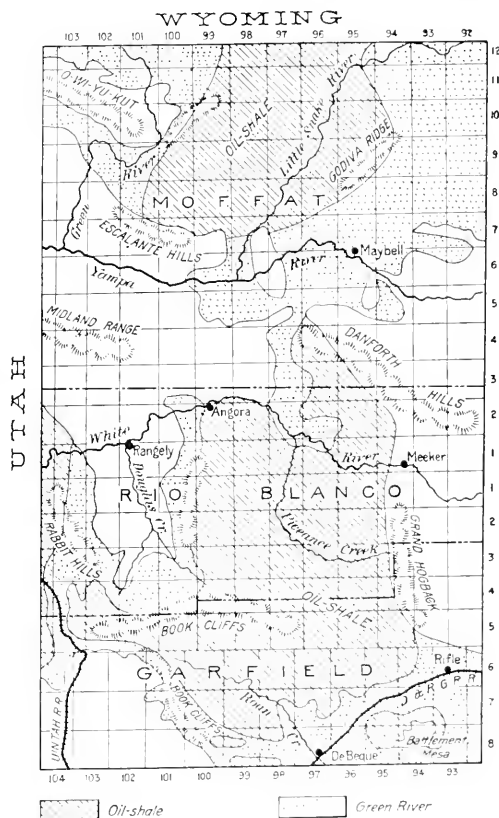 WYOMING
103 102 101 100 99 98 97 96 95 94 93 92
12
11
O-WI-YU-KUT
River
10
OIL-SHALE
Little Snake
GODIVA RIDGE
9
River
8
MOFFAT
Green
ESCALANTE HILLS
7
Maybell
River
6
Yampa
5
MIDLAND RANGE
4
DANFORTH
3
HILLS
UTAH
2
Angora
White
River
1
Rangely
Meeker
Douglas Cr.
1
RIO BLANCO
2
Piceance Creek
RABBIT HILLS
GRAND HOGBACK
3
4
OIL-SHALE
BOOK CLIFFS
5
Rifle
6
GARFIELD
D.& R.G.R.R.
BOOK CLIFFS
Roan Cr.
7
UINTAH R.R.
Battlement
Mesa
8
DeBeque
104 103 102 101 100 99 98 97 96 95 94 93
Oil-shale
Green River